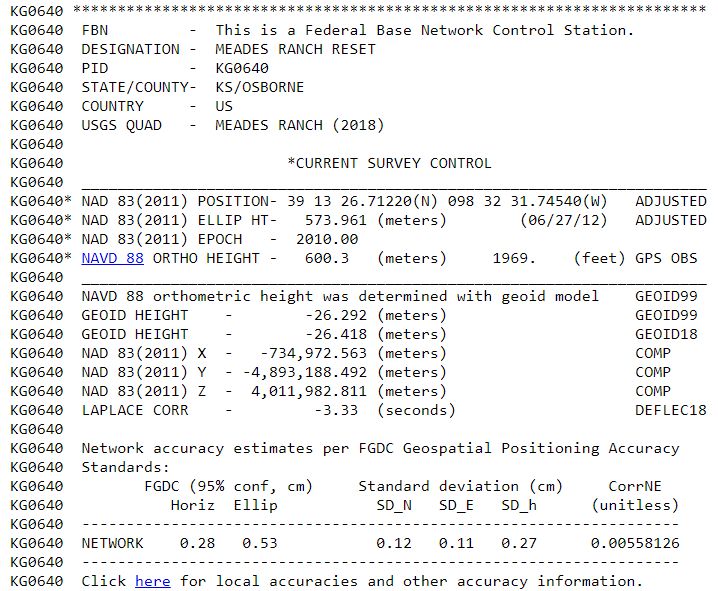 KG0640 ***********************************************************************
KG0640  FBN         -  This is a Federal Base Network Control Station.
KG0640  DESIGNATION -  MEADES RANCH RESET
KG0640  PID         -  KG0640
KG0640  STATE/COUNTY-  KS/OSBORNE
KG0640  COUNTRY     -  US
KG0640  USGS QUAD   -  MEADES RANCH (2018)
KG0640
KG0640                         *CURRENT SURVEY CONTROL
KG0640  ______________________________________________________________________
KG0640* NAD 83(2011) POSITION- 39 13 26.71220(N) 098 32 31.74540(W)   ADJUSTED
KG0640* NAD 83(2011) ELLIP HT-   573.961 (meters)        (06/27/12)   ADJUSTED
KG0640* NAD 83(2011) EPOCH   -  2010.00
KG0640* NAVD 88 ORTHO HEIGHT -   600.3   (meters)     1969.    (feet) GPS OBS
KG0640  ______________________________________________________________________
KG0640  NAVD 88 orthometric height was determined with geoid model    GEOID99
KG0640  GEOID HEIGHT    -        -26.292 (meters)                     GEOID99
KG0640  GEOID HEIGHT    -        -26.418 (meters)                     GEOID18
KG0640  NAD 83(2011) X  -   -734,972.563 (meters)                     COMP
KG0640  NAD 83(2011) Y  - -4,893,188.492 (meters)                     COMP
KG0640  NAD 83(2011) Z  -  4,011,982.811 (meters)                     COMP
KG0640  LAPLACE CORR    -         -3.33  (seconds)                    DEFLEC18
KG0640
KG0640  Network accuracy estimates per FGDC Geospatial Positioning Accuracy
KG0640  Standards:
KG0640         FGDC (95% conf, cm)     Standard deviation (cm)     CorrNE
KG0640            Horiz  Ellip           SD_N   SD_E   SD_h      (unitless)
KG0640  -------------------------------------------------------------------
KG0640  NETWORK    0.28   0.53           0.12   0.11   0.27      0.00558126
KG0640  -------------------------------------------------------------------
KG0640  Click here for local accuracies and other accuracy information.